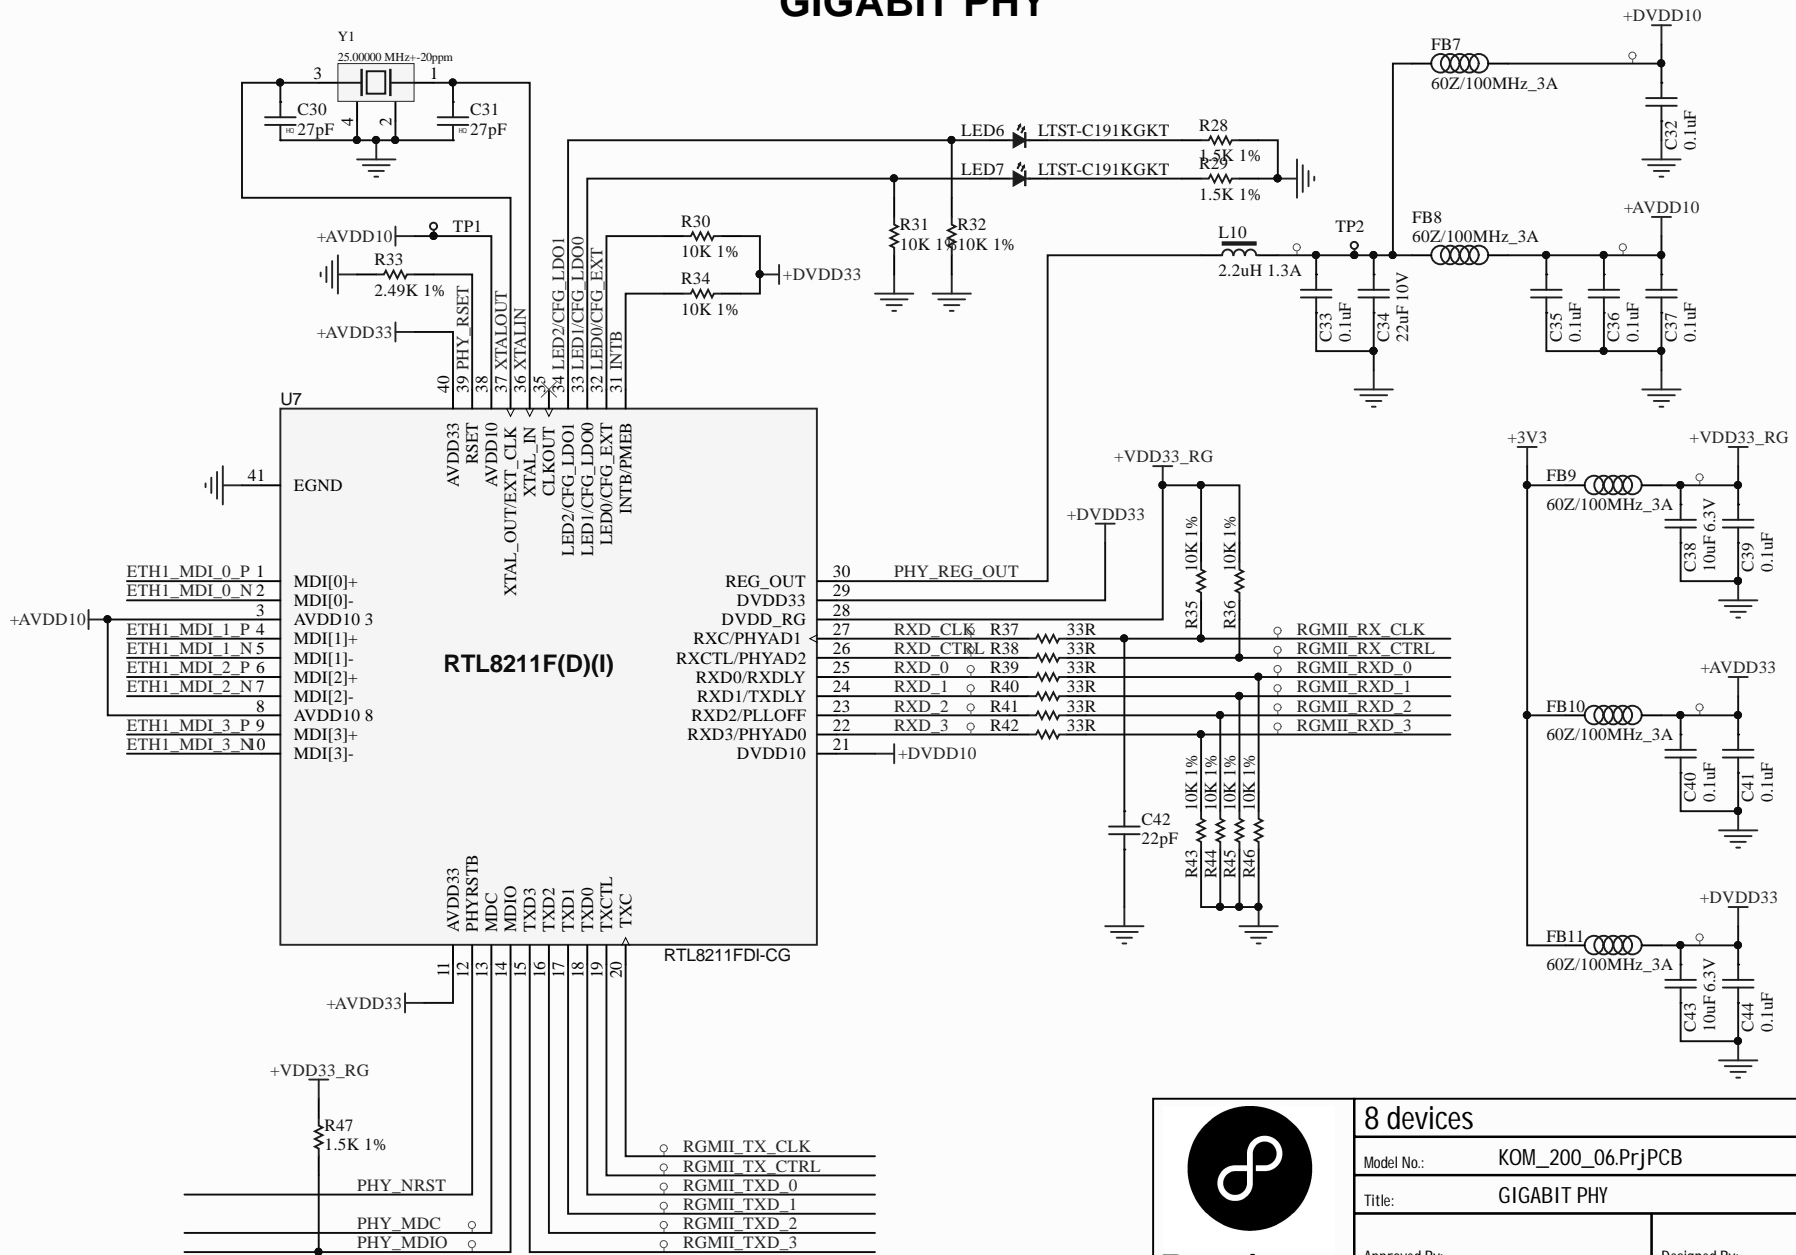 GIGABIT PHY
Y1
25.00000 MHz+-20ppm
3
1
4
2
C30
27pF
C31
27pF
+AVDD10
TP1
R33
2.49K 1%
+AVDD33
LED6
LTST-C191KGKT
R28
1.5K 1%
LED7
LTST-C191KGKT
R29
1.5K 1%
R30
10K 1%
R34
10K 1%
+DVDD33
R31
10K 1%
R32
10K 1%
L10
2.2uH 1.3A
TP2
C33
0.1uF
C34
22uF 10V
FB7
60Z/100MHz_3A
+DVDD10
C32
0.1uF
FB8
60Z/100MHz_3A
+AVDD10
C35
0.1uF
C36
0.1uF
C37
0.1uF
40
39 PHY_RSET
38
37 XTALOUT
36 XTALIN
35
34 LED2/CFG_LDO1
33 LED1/CFG_LDO0
32 LED0/CFG_EXT
31 INTB
U7
AVDD33
RSET
AVDD10
XTAL_OUT/EXT_CLK
XTAL_IN
CLKOUT
LED2/CFG_LDO1
LED1/CFG_LDO0
LED0/CFG_EXT
INTB/PMEB
41
EGND
+AVDD10
ETH1_MDI_0_P 1
MDI[0]+
ETH1_MDI_0_N 2
MDI[0]-
3
AVDD10 3
ETH1_MDI_1_P 4
MDI[1]+
ETH1_MDI_1_N 5
MDI[1]-
ETH1_MDI_2_P 6
MDI[2]+
ETH1_MDI_2_N 7
MDI[2]-
8
AVDD10 8
ETH1_MDI_3_P 9
MDI[3]+
ETH1_MDI_3_N 10
MDI[3]-
RTL8211F(D)(I)
REG_OUT
30
PHY_REG_OUT
DVDD33
29
+DVDD33
DVDD_RG
28
+VDD33_RG
RXC/PHYAD1
27
RXD_CLK R37 33R RGMII_RX_CLK
RXCTL/PHYAD2
26
RXD_CTRL R38 33R RGMII_RX_CTRL
RXD0/RXDLY
25
RXD_0 R39 33R RGMII_RXD_0
RXD1/TXDLY
24
RXD_1 R40 33R RGMII_RXD_1
RXD2/PLLOFF
23
RXD_2 R41 33R RGMII_RXD_2
RXD3/PHYAD0
22
RXD_3 R42 33R RGMII_RXD_3
DVDD10
21
+DVDD10
R35
10K 1%
R36
10K 1%
C42
22pF
R43
10K 1%
R44
10K 1%
R45
10K 1%
R46
10K 1%
+3V3
FB9
60Z/100MHz_3A
+VDD33_RG
C38
10uF 6.3V
C39
0.1uF
FB10
60Z/100MHz_3A
+AVDD33
C40
0.1uF
C41
0.1uF
FB11
60Z/100MHz_3A
+DVDD33
C43
10uF 6.3V
C44
0.1uF
AVDD33
PHYRSTB
MDC
MDIO
TXD3
TXD2
TXD1
TXD0
TXCTL
TXC
RTL8211FDI-CG
11
12
13
14
15
16
17
18
19
20
+AVDD33
+VDD33_RG
R47
1.5K 1%
PHY_NRST
PHY_MDC
PHY_MDIO
RGMII_TX_CLK
RGMII_TX_CTRL
RGMII_TXD_0
RGMII_TXD_1
RGMII_TXD_2
RGMII_TXD_3
8 devices
Model No.: KOM_200_06.PrjPCB
Title: GIGABIT PHY
Approved By:
Designed By: